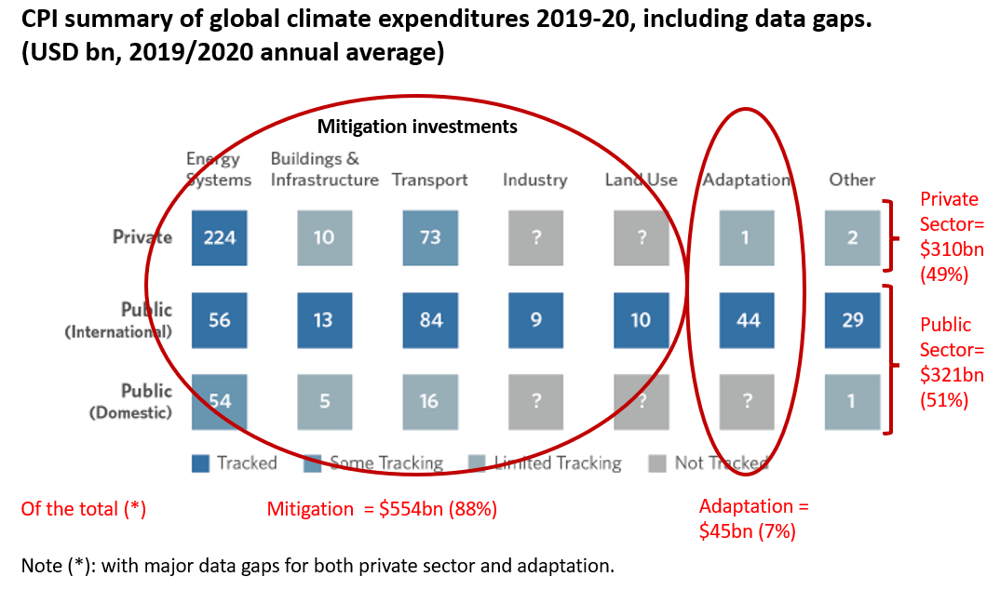 CPI summary of global climate expenditures 2019-20, including data gaps.
(USD bn, 2019/2020 annual average)
Mitigation investments
Energy Systems
Buildings & Infrastructure
Transport
Industry
Land Use
Adaptation
Other
Private
224
10
73
?
?
1
2
Private
Sector=
$310bn
(49%)
Public
(International)
56
13
84
9
10
44
29
Public
Sector=
$321bn
(51%)
Public
(Domestic)
54
5
16
?
?
?
1
Tracked
Some Tracking
Limited Tracking
Not Tracked
Of the total (*)
Mitigation = $554bn (88%)
Adaptation =
$45bn (7%)
Note (*): with major data gaps for both private sector and adaptation.